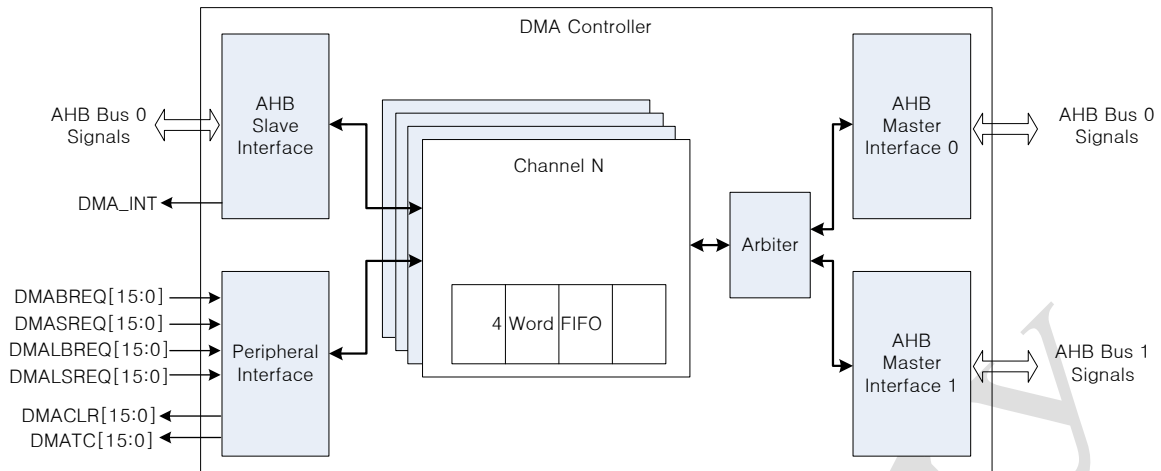 DMA Controller
AHB Bus 0
Signals
DMA_INT
AHB
Slave
Interface
DMABREQ[15:0]
DMASREQ[15:0]
DMALBREQ[15:0]
DMALSREQ[15:0]
DMACLR[15:0]
DMATC[15:0]
Peripheral
Interface
Channel N
4 Word FIFO
Arbiter
AHB
Master
Interface 0
AHB Bus 0
Signals
AHB
Master
Interface 1
AHB Bus 1
Signals
y